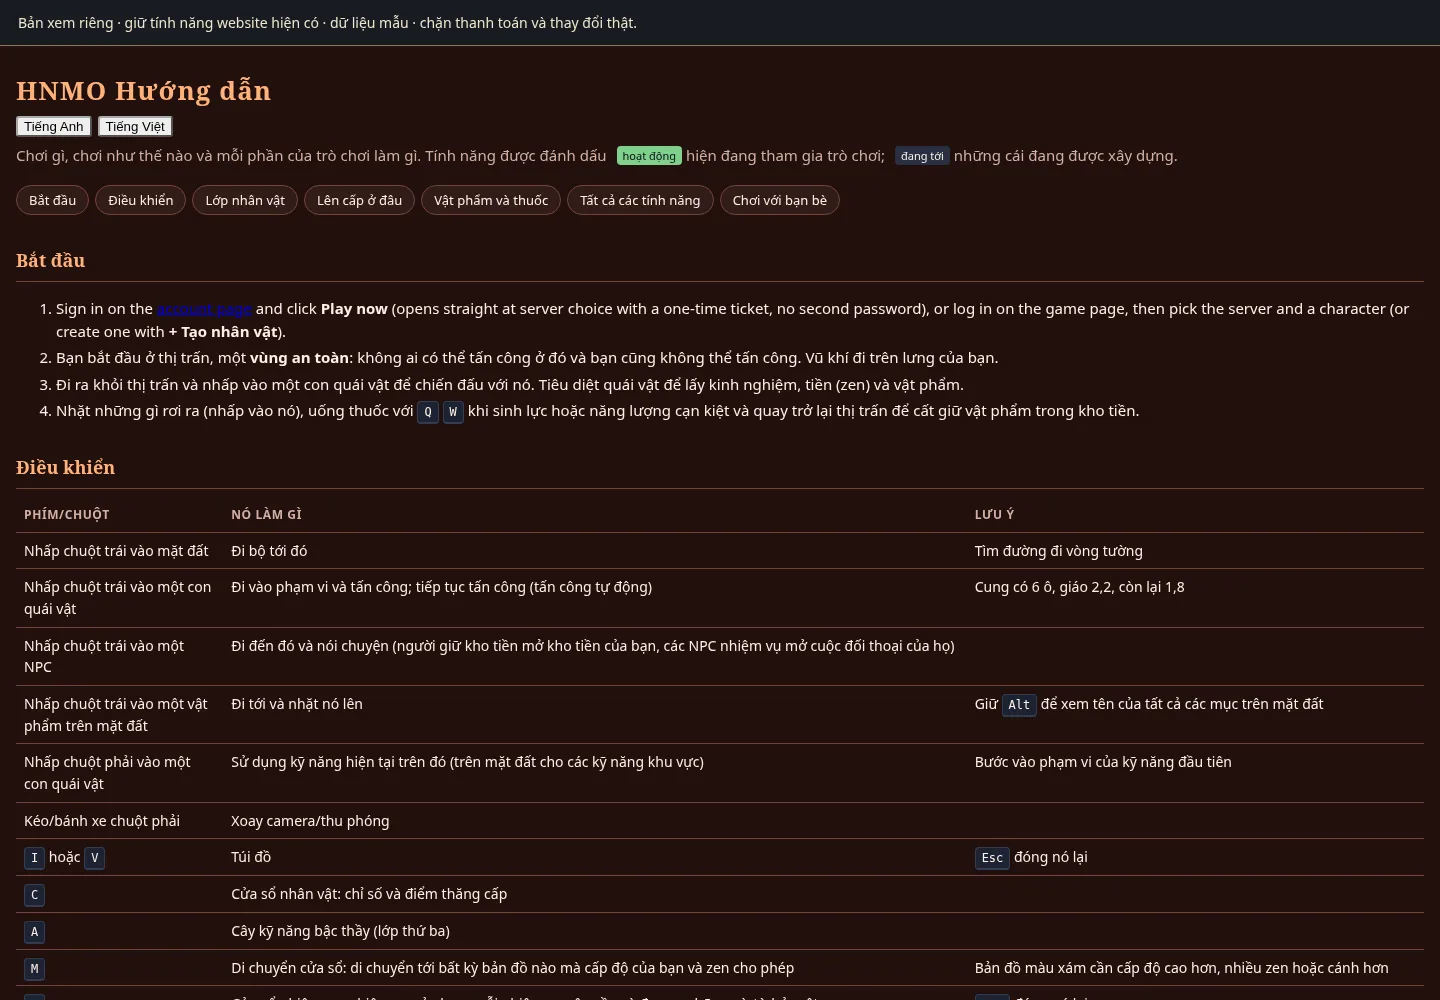 Bản xem riêng · giữ tính năng website hiện có · dữ liệu mẫu · chặn thanh toán và thay đổi thật.
HNMO Hướng dẫn
Tiếng Anh Tiếng Việt
Chơi gì, chơi như thế nào và mỗi phần của trò chơi làm gì. Tính năng được đánh dấu hoạt động hiện đang tham gia trò chơi; đang tới những cái đang được xây dựng.
Bắt đầu Điều khiển Lớp nhân vật Lên cấp ở đâu Vật phẩm và thuốc Tất cả các tính năng Chơi với bạn bè
Bắt đầu
1. Sign in on the account page and click Play now (opens straight at server choice with a one-time ticket, no second password), or log in on the game page, then pick the server and a character (or
create one with + Tạo nhân vật).
2. Bạn bắt đầu ở thị trấn, một vùng an toàn: không ai có thể tấn công ở đó và bạn cũng không thể tấn công. Vũ khí đi trên lưng của bạn.
3. Đi ra khỏi thị trấn và nhấp vào một con quái vật để chiến đấu với nó. Tiêu diệt quái vật để lấy kinh nghiệm, tiền (zen) và vật phẩm.
4. Nhặt những gì rơi ra (nhấp vào nó), uống thuốc với Q W khi sinh lực hoặc năng lượng cạn kiệt và quay trở lại thị trấn để cất giữ vật phẩm trong kho tiền.
Điều khiển
PHÍM/CHUỘT NÓ LÀM GÌ LƯU Ý
Nhấp chuột trái vào mặt đất Đi bộ tới đó Tìm đường đi vòng tường
Nhấp chuột trái vào một con Đi vào phạm vi và tấn công; tiếp tục tấn công (tấn công tự động) Cung có 6 ô, giáo 2,2, còn lại 1,8
quái vật
Nhấp chuột trái vào một Đi đến đó và nói chuyện (người giữ kho tiền mở kho tiền của bạn, các NPC nhiệm vụ mở cuộc đối thoại của họ)
NPC
Nhấp chuột trái vào một vật Đi tới và nhặt nó lên Giữ Alt để xem tên của tất cả các mục trên mặt đất
phẩm trên mặt đất
Nhấp chuột phải vào một Sử dụng kỹ năng hiện tại trên đó (trên mặt đất cho các kỹ năng khu vực) Bước vào phạm vi của kỹ năng đầu tiên
con quái vật
Kéo/bánh xe chuột phải Xoay camera/thu phóng
I hoặc V Túi đồ Esc đóng nó lại
C Cửa sổ nhân vật: chỉ số và điểm thăng cấp
A Cây kỹ năng bậc thầy (lớp thứ ba)
M Di chuyển cửa sổ: di chuyển tới bất kỳ bản đồ nào mà cấp độ của bạn và zen cho phép Bản đồ màu xám cần cấp độ cao hơn, nhiều zen hoặc cánh hơn